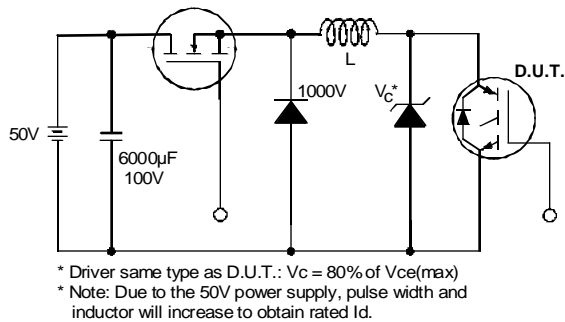 L
D.U.T.
1000V
Vc*
50V
6000µF
100V
* Driver same type as D.U.T.: Vc = 80% of Vce(max)
* Note: Due to the 50V power supply, pulse width and
inductor will increase to obtain rated Id.